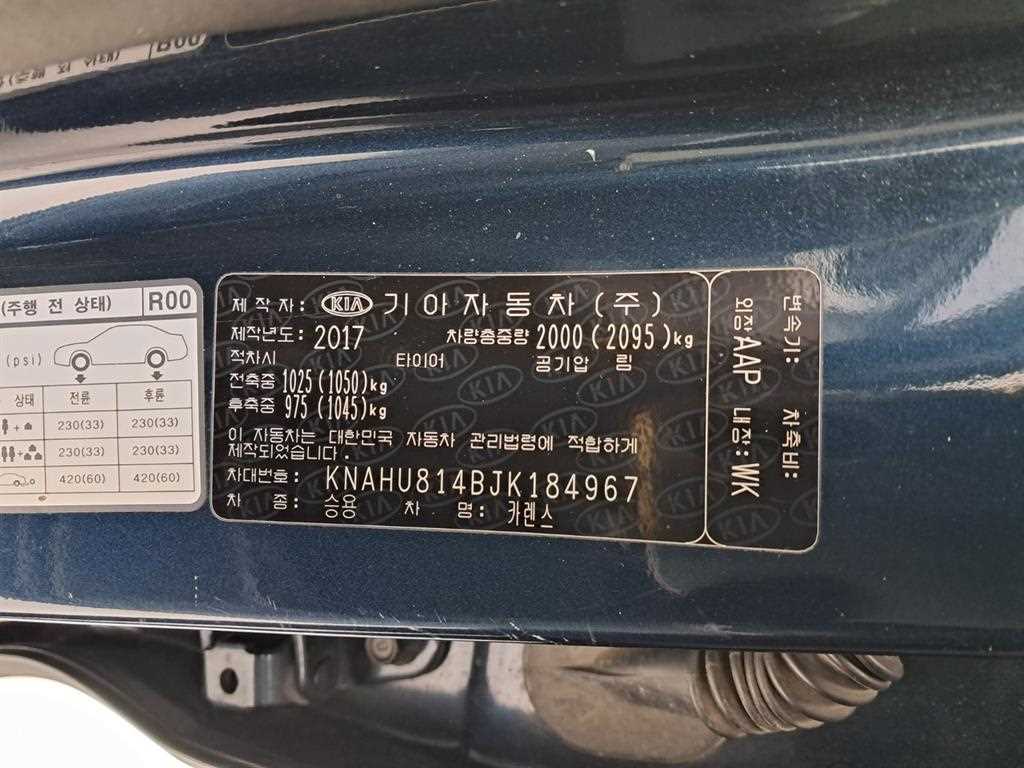 R00
(주행 전 상태)
(주행 전 상태) R00
(psi)
상태 전륜 후륜
230(33) 230(33)
230(33) 230(33)
420(60) 420(60)
제 작 자: KIA 기아자동차(주)
제작년도: 2017 차량총중량 2000(2095)kg
적차시 타이어 공기압 림
전축중 1025(1050)kg
후축중 975(1045)kg
이 자동차는 대한민국 자동차 관리법령에 적합하게
제작되었습니다.
차대번호: KNAHU814BJK184967
차 종: 승용 차 명: 카렌스
변속기: 차축비:
외장:AAP 내장:WK